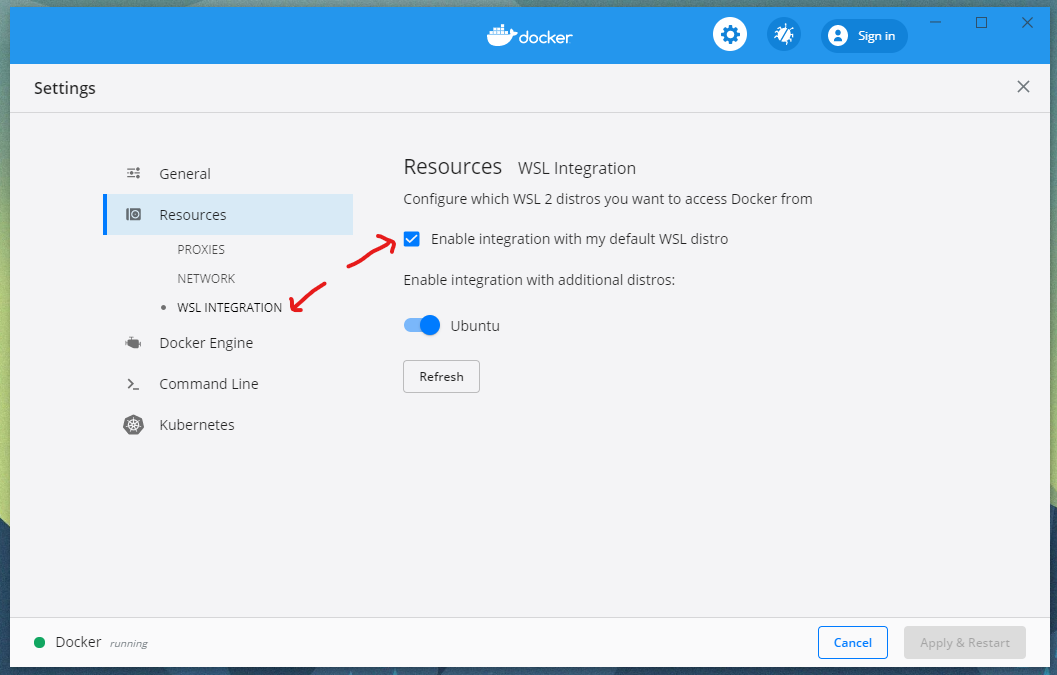 docker
Sign in
Settings
General
Resources
PROXIES
NETWORK
WSL INTEGRATION
Docker Engine
Command Line
Kubernetes
Resources WSL Integration
Configure which WSL 2 distros you want to access Docker from
Enable integration with my default WSL distro
Enable integration with additional distros:
Ubuntu
Refresh
Docker running
Cancel
Apply & Restart